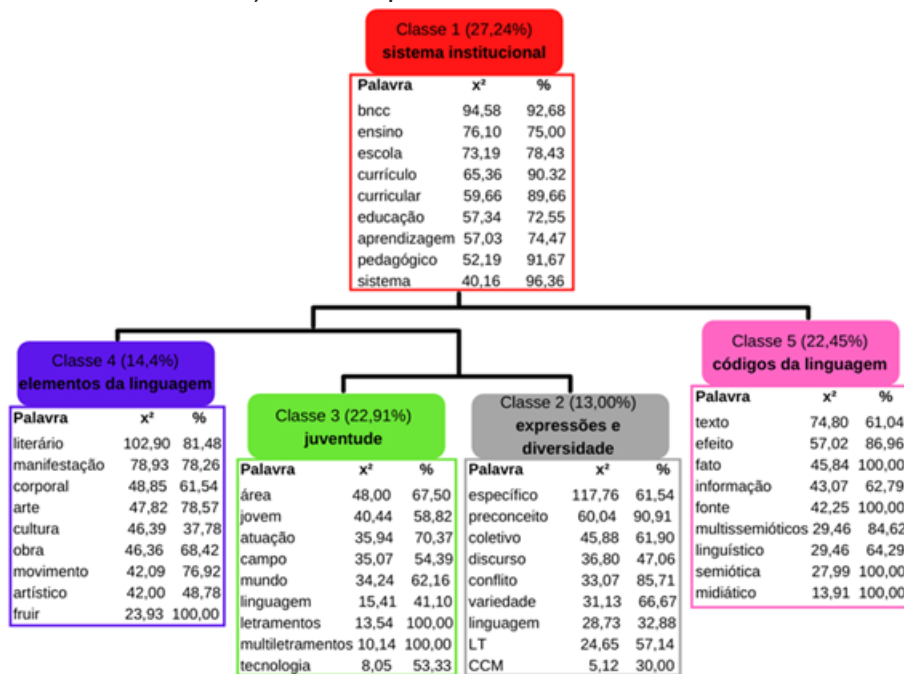 Classe 1 (27,24%)
sistema institucional
Palavra x² %
bncc 94,58 92,68
ensino 76,10 75,00
escola 73,19 78,43
currículo 65,36 90.32
curricular 59,66 89,66
educação 57,34 72,55
aprendizagem 57,03 74,47
pedagógico 52,19 91,67
sistema 40,16 96,36
Classe 4 (14,4%)
elementos da linguagem
Palavra x² %
literário 102,90 81,48
manifestação 78,93 78,26
corporal 48,85 61,54
arte 47,82 78,57
cultura 46,39 37,78
obra 46,36 68,42
movimento 42,09 76,92
artístico 42,00 48,78
fruir 23,93 100,00
Classe 3 (22,91%)
juventude
Palavra x² %
área 48,00 67,50
jovem 40,44 58,82
atuação 35,94 70,37
campo 35,07 54,39
mundo 34,24 62,16
linguagem 15,41 41,10
letramentos 13,54 100,00
multiletramentos 10,14 100,00
tecnologia 8,05 53,33
Classe 2 (13,00%)
expressões e
diversidade
Palavra x² %
específico 117,76 61,54
preconceito 60,04 90,91
coletivo 45,88 61,90
discurso 36,80 47,06
conflito 33,07 85,71
variedade 31,13 66,67
linguagem 28,73 32,88
LT 24,65 57,14
CCM 5,12 30,00
Classe 5 (22,45%)
códigos da linguagem
Palavra x² %
texto 74,80 61,04
efeito 57,02 86,96
fato 45,84 100,00
informação 43,07 62,79
fonte 42,25 100,00
multissemióticos 29,46 84,62
linguístico 29,46 64,29
semiótica 27,99 100,00
midiático 13,91 100,00